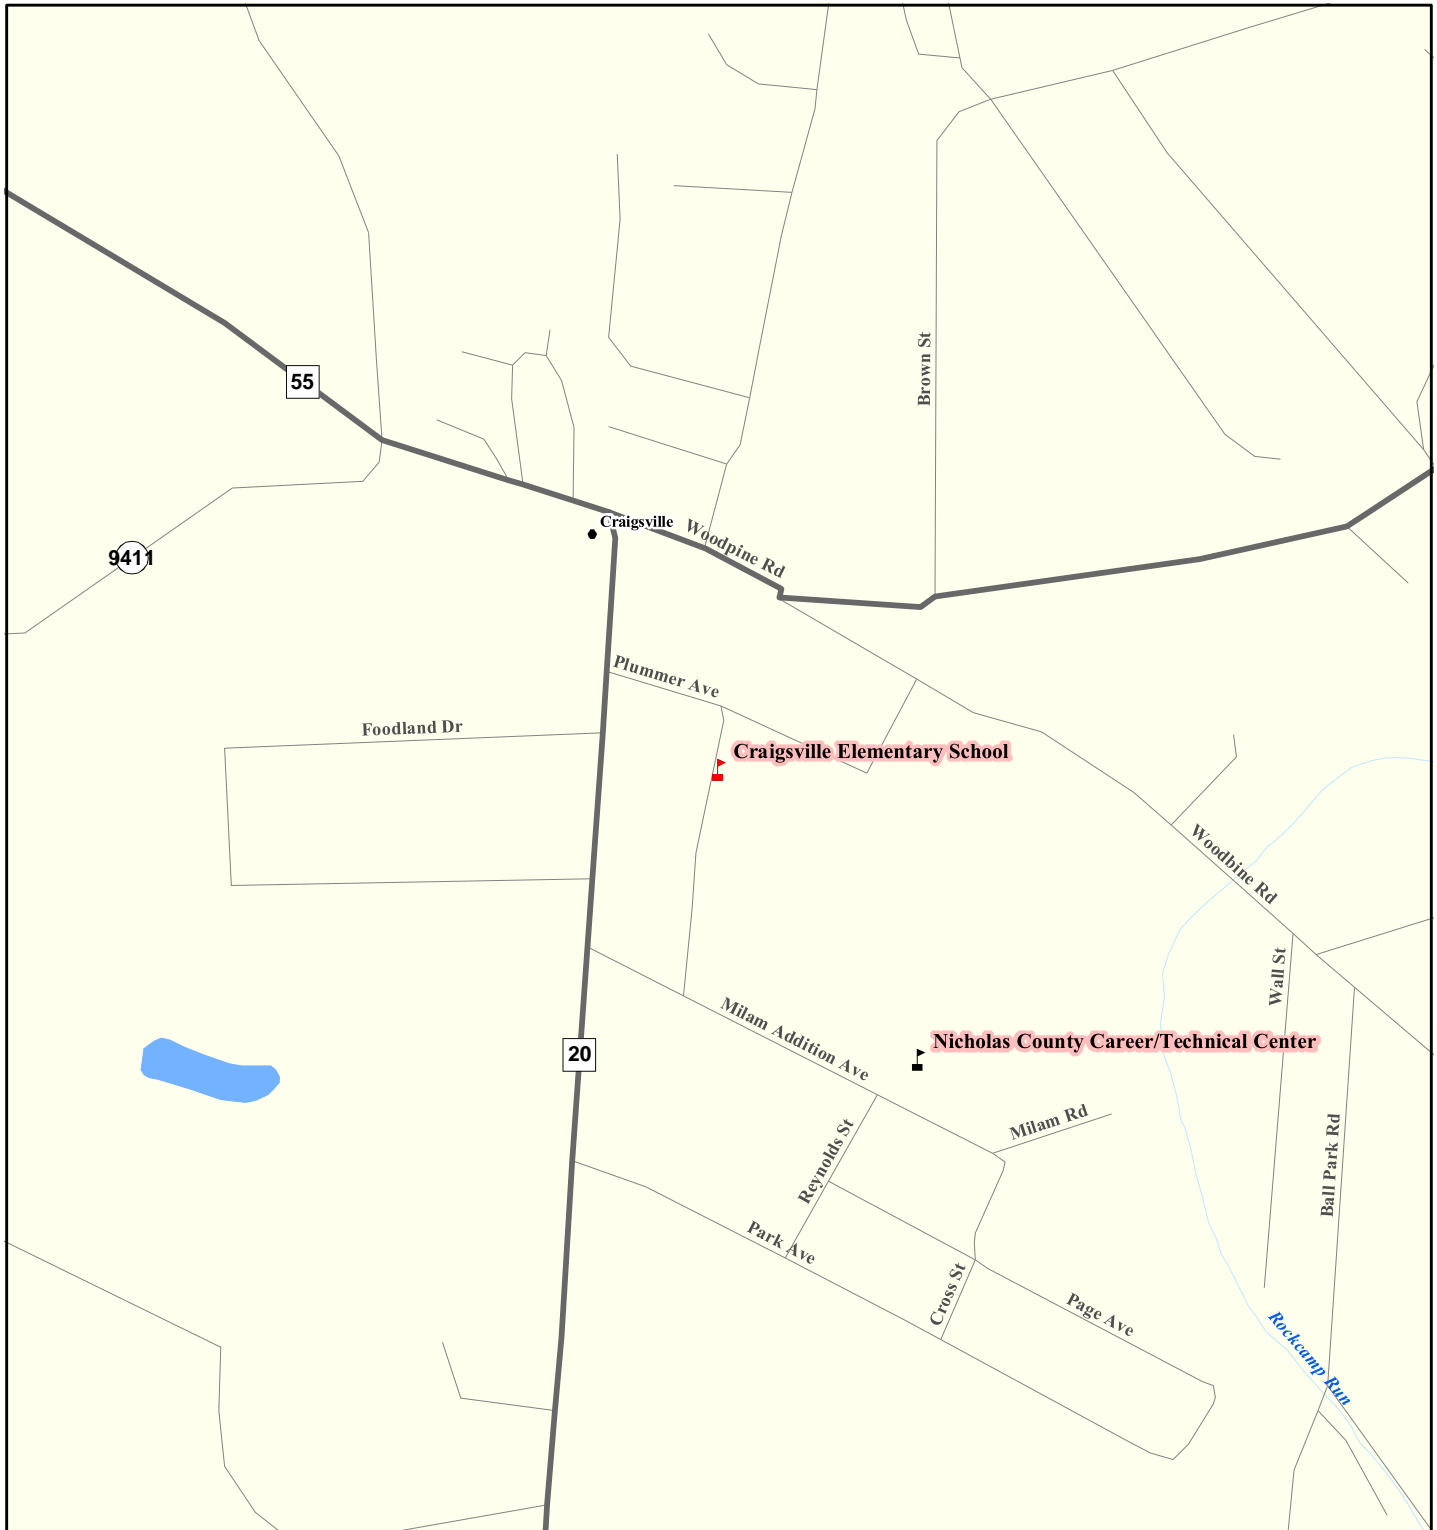 Brown St
55
Craigsville
Woodpine Rd
9411
Plummer Ave
Foodland Dr
Craigsville Elementary School
Woodbine Rd
Wall St
Milam Addition Ave
Nicholas County Career/Technical Center
20
Milam Rd
Reynolds St
Ball Park Rd
Park Ave
Cross St
Page Ave
Rockcamp Run